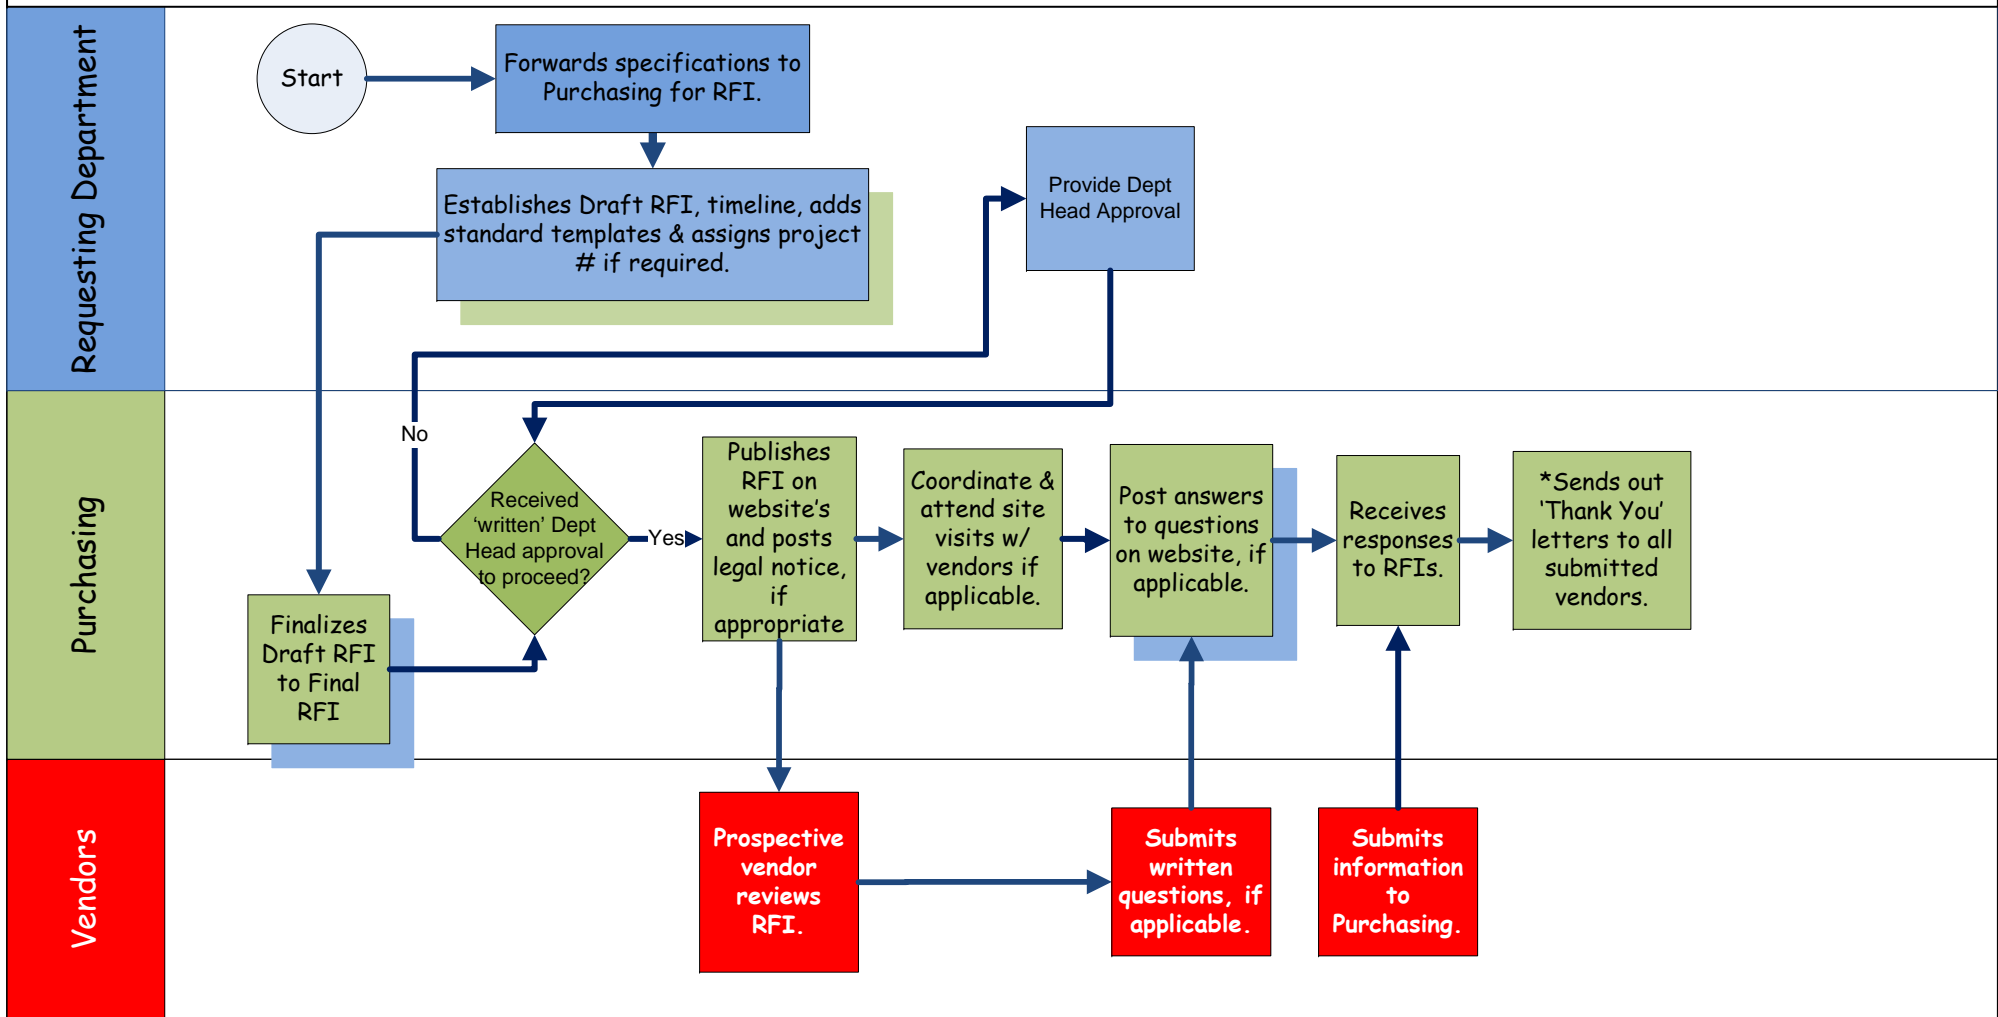 Requesting Department
Start
Forwards specifications to
Purchasing for RFI.
Establishes Draft RFI, timeline, adds
standard templates & assigns project
# if required.
Provide Dept
Head Approval
Purchasing
No
Received
‘written’ Dept
Head approval
to proceed?
Yes
Publishes
RFI on
website’s
and posts
legal notice,
if
appropriate
Coordinate &
attend site
visits w/
vendors if
applicable.
Post answers
to questions
on website, if
applicable.
Receives
responses
to RFIs.
*Sends out
‘Thank You’
letters to all
submitted
vendors.
Finalizes
Draft RFI
to Final
RFI
Vendors
Prospective
vendor
reviews
RFI.
Submits
written
questions, if
applicable.
Submits
information
to
Purchasing.